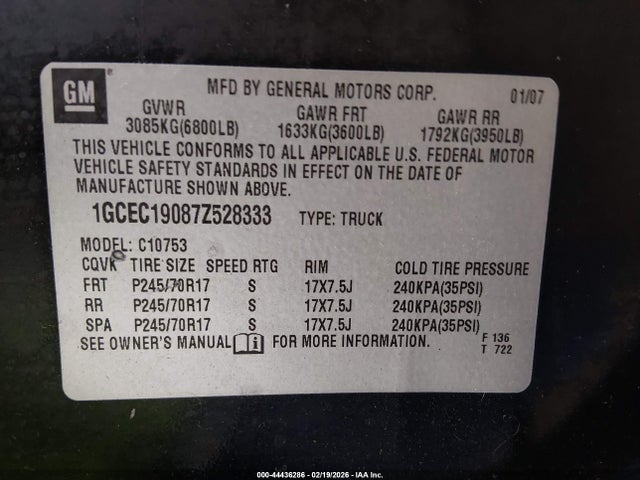 GM
MFD BY GENERAL MOTORS CORP. 01/07
GVWR GAWR FRT GAWR RR
3085KG(6800LB) 1633KG(3600LB) 1792KG(3950LB)
THIS VEHICLE CONFORMS TO ALL APPLICABLE U.S. FEDERAL MOTOR
VEHICLE SAFETY STANDARDS IN EFFECT ON THE DATE OF
MANUFACTURE SHOWN ABOVE.
1GCEC19087Z528333 TYPE: TRUCK
MODEL: C10753
CQVK TIRE SIZE SPEED RTG RIM COLD TIRE PRESSURE
FRT P245/70R17 S 17X7.5J 240KPA(35PSI)
RR P245/70R17 S 17X7.5J 240KPA(35PSI)
SPA P245/70R17 S 17X7.5J 240KPA(35PSI)
SEE OWNER'S MANUAL FOR MORE INFORMATION. F 136
T 722
000-44436286 - 02/19/2026 - IAA Inc.